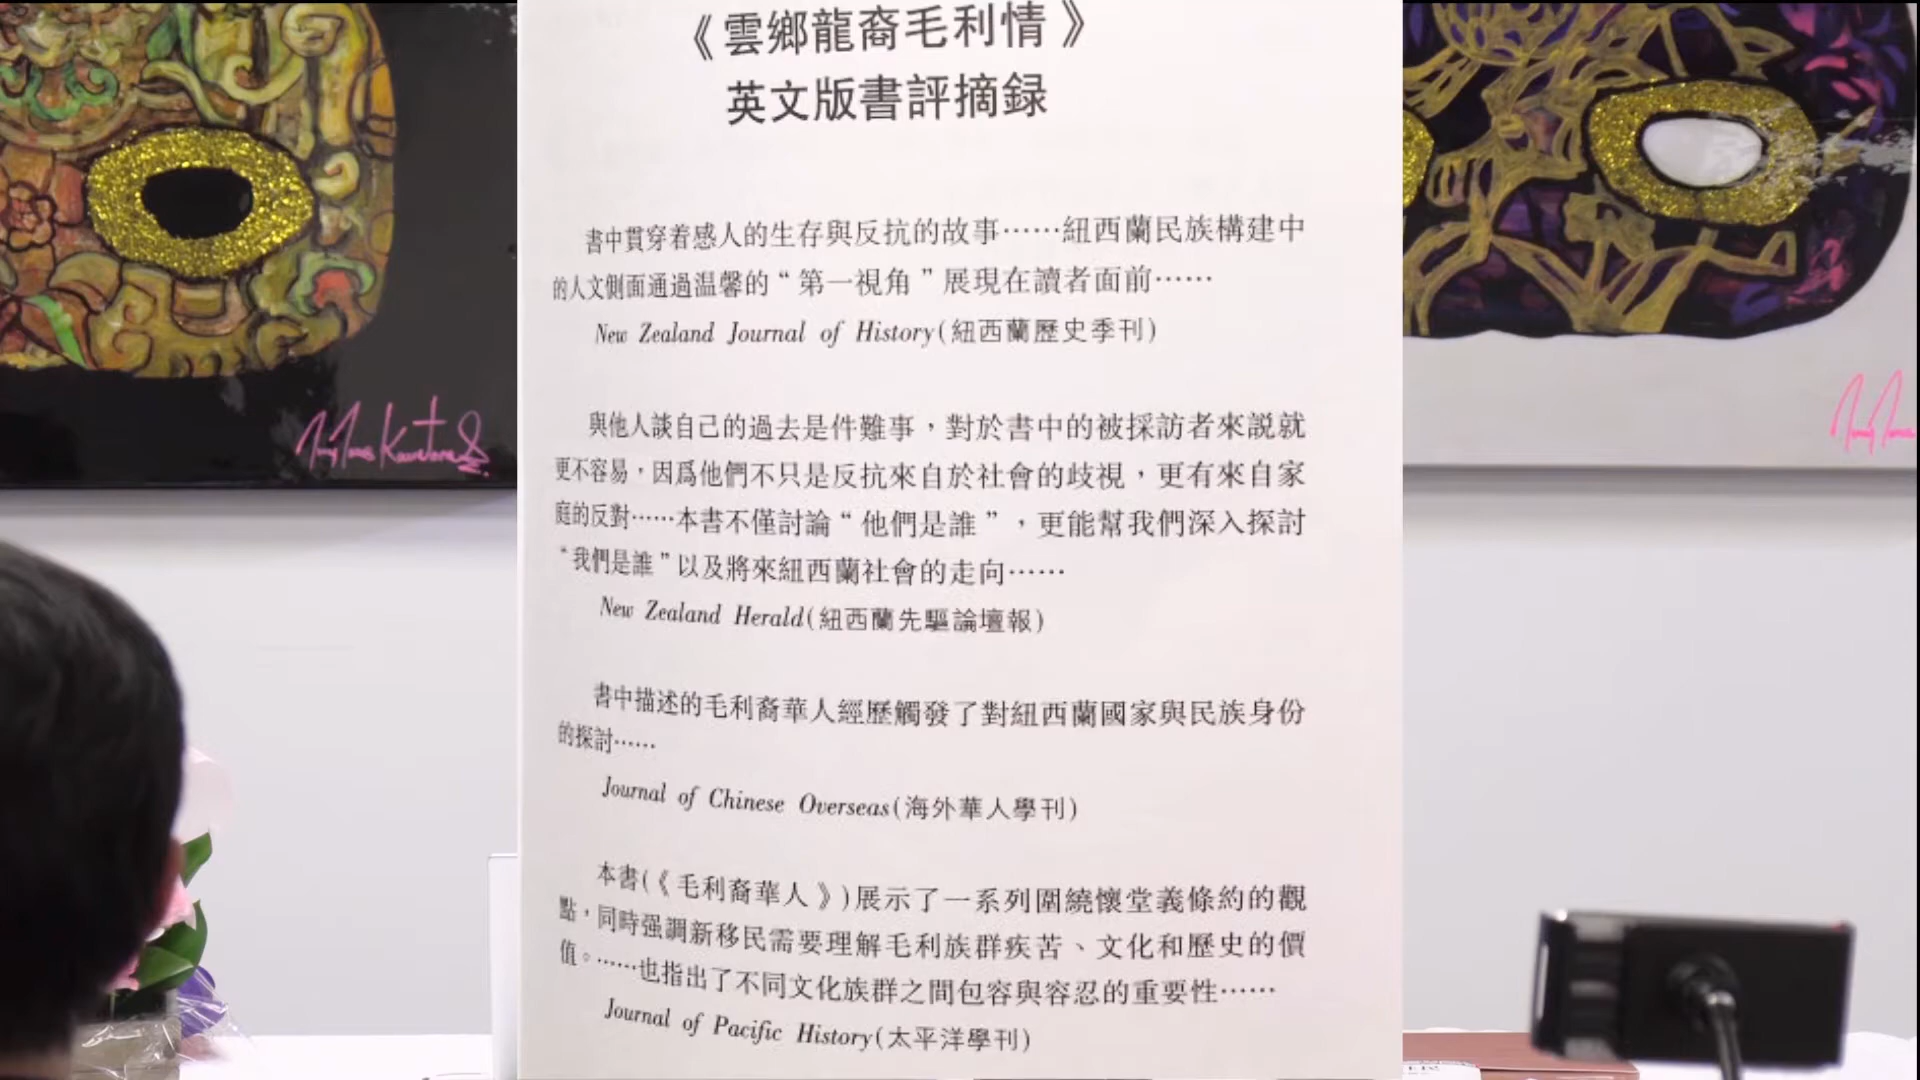 《雲鄉龍裔毛利情》
英文版書評摘録
書中貫穿着感人的生存與反抗的故事……紐西蘭民族構建中
的人文側面通過温馨的“第一視角”展現在讀者面前……
New Zealand Journal of History(紐西蘭歷史季刊)
與他人談自己的過去是件難事，對於書中的被採訪者來説就
更不容易，因爲他們不只是反抗來自於社會的歧視，更有來自家
庭的反對……本書不僅討論“他們是誰”，更能幫我們深入探討
“我們是誰”以及將來紐西蘭社會的走向……
New Zealand Herald(紐西蘭先驅論壇報)
書中描述的毛利裔華人經歷觸發了對紐西蘭國家與民族身份
的探討……
Journal of Chinese Overseas(海外華人學刊)
本書(《毛利裔華人》)展示了一系列圍繞懷堂義條約的觀
點，同時强調新移民需要理解毛利族群疾苦、文化和歷史的價
值。……也指出了不同文化族群之間包容與容忍的重要性……
Journal of Pacific History(太平洋學刊)